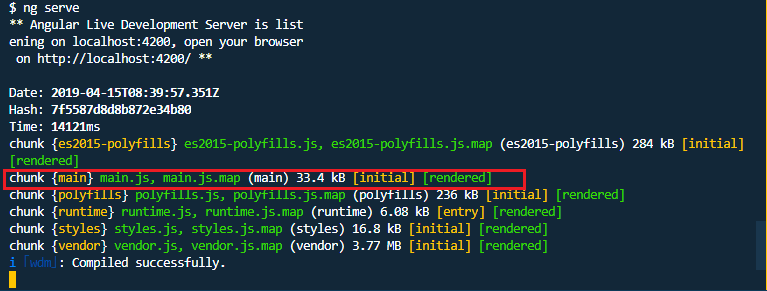 $ ng serve
** Angular Live Development Server is list
ening on localhost:4200, open your browser
 on http://localhost:4200/ **
Date: 2019-04-15T08:39:57.351Z
Hash: 7f5587d8d8b872e34b80
Time: 14121ms
chunk {es2015-polyfills} es2015-polyfills.js, es2015-polyfills.js.map (es2015-polyfills) 284 kB [initial]
[rendered]
chunk {main} main.js, main.js.map (main) 33.4 kB [initial] [rendered]
chunk {polyfills} polyfills.js, polyfills.js.map (polyfills) 236 kB [initial] [rendered]
chunk {runtime} runtime.js, runtime.js.map (runtime) 6.08 kB [entry] [rendered]
chunk {styles} styles.js, styles.js.map (styles) 16.8 kB [initial] [rendered]
chunk {vendor} vendor.js, vendor.js.map (vendor) 3.77 MB [initial] [rendered]
i ｢wdm｣: Compiled successfully.